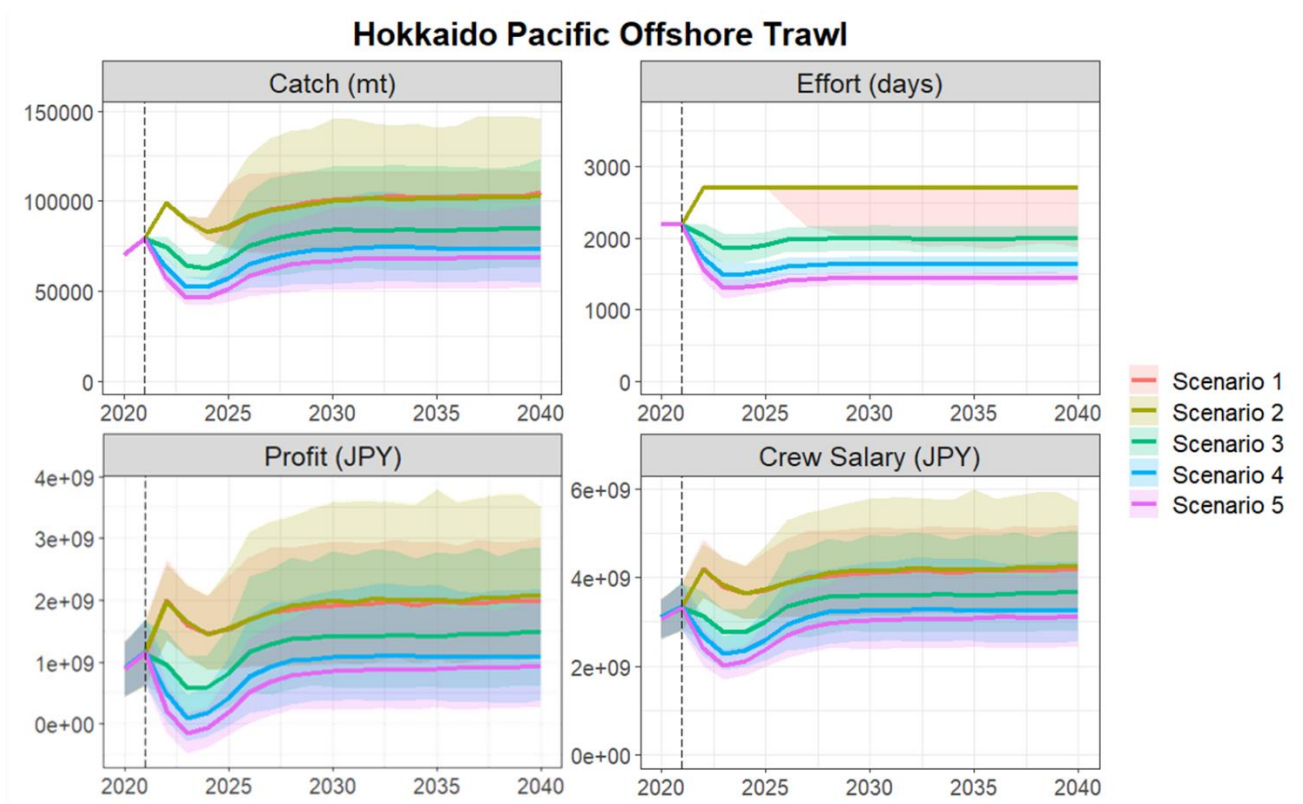 Hokkaido Pacific Offshore Trawl
Catch (mt)
150000
100000
50000
0
2020 2025 2030 2035 2040
Effort (days)
3000
2000
1000
0
2020 2025 2030 2035 2040
Profit (JPY)
4e+09
3e+09
2e+09
1e+09
0e+00
2020 2025 2030 2035 2040
Crew Salary (JPY)
6e+09
4e+09
2e+09
0e+00
2020 2025 2030 2035 2040
Scenario 1
Scenario 2
Scenario 3
Scenario 4
Scenario 5